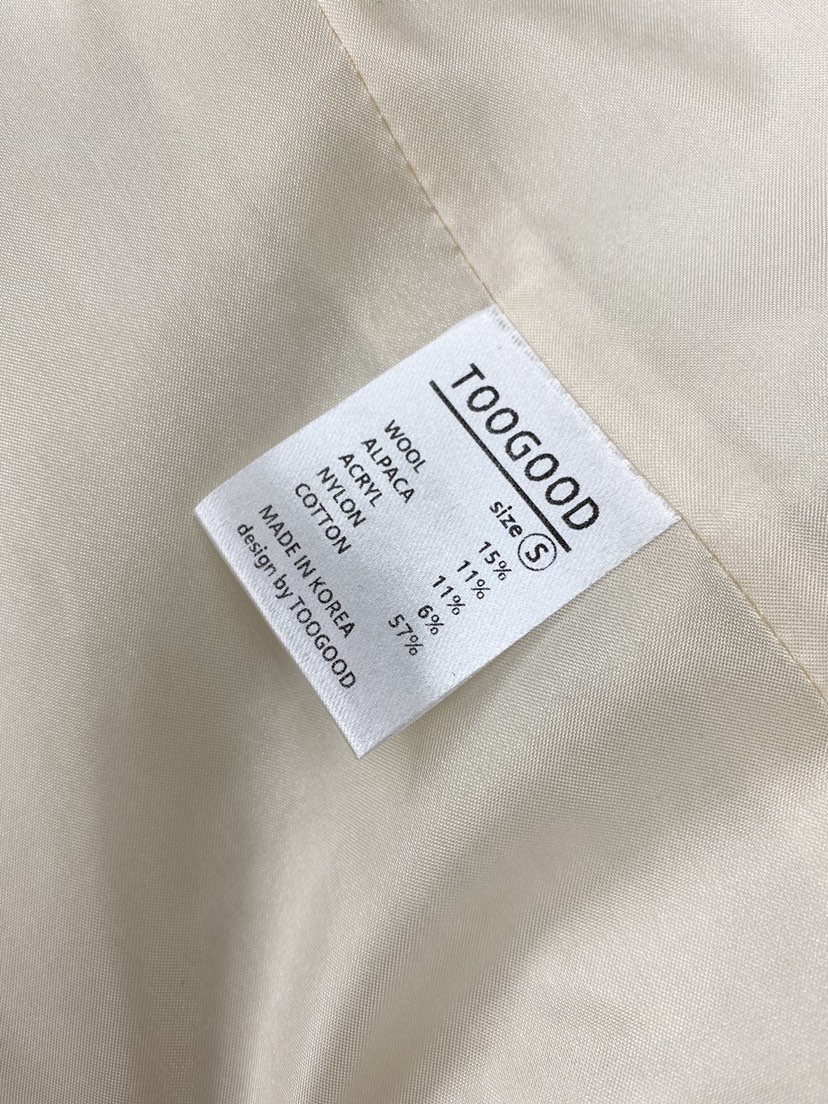 TOOGOOD
size S
WOOL 15%
ALPACA 11%
ACRYL 11%
NYLON 6%
COTTON 57%
MADE IN KOREA
design by TOOGOOD